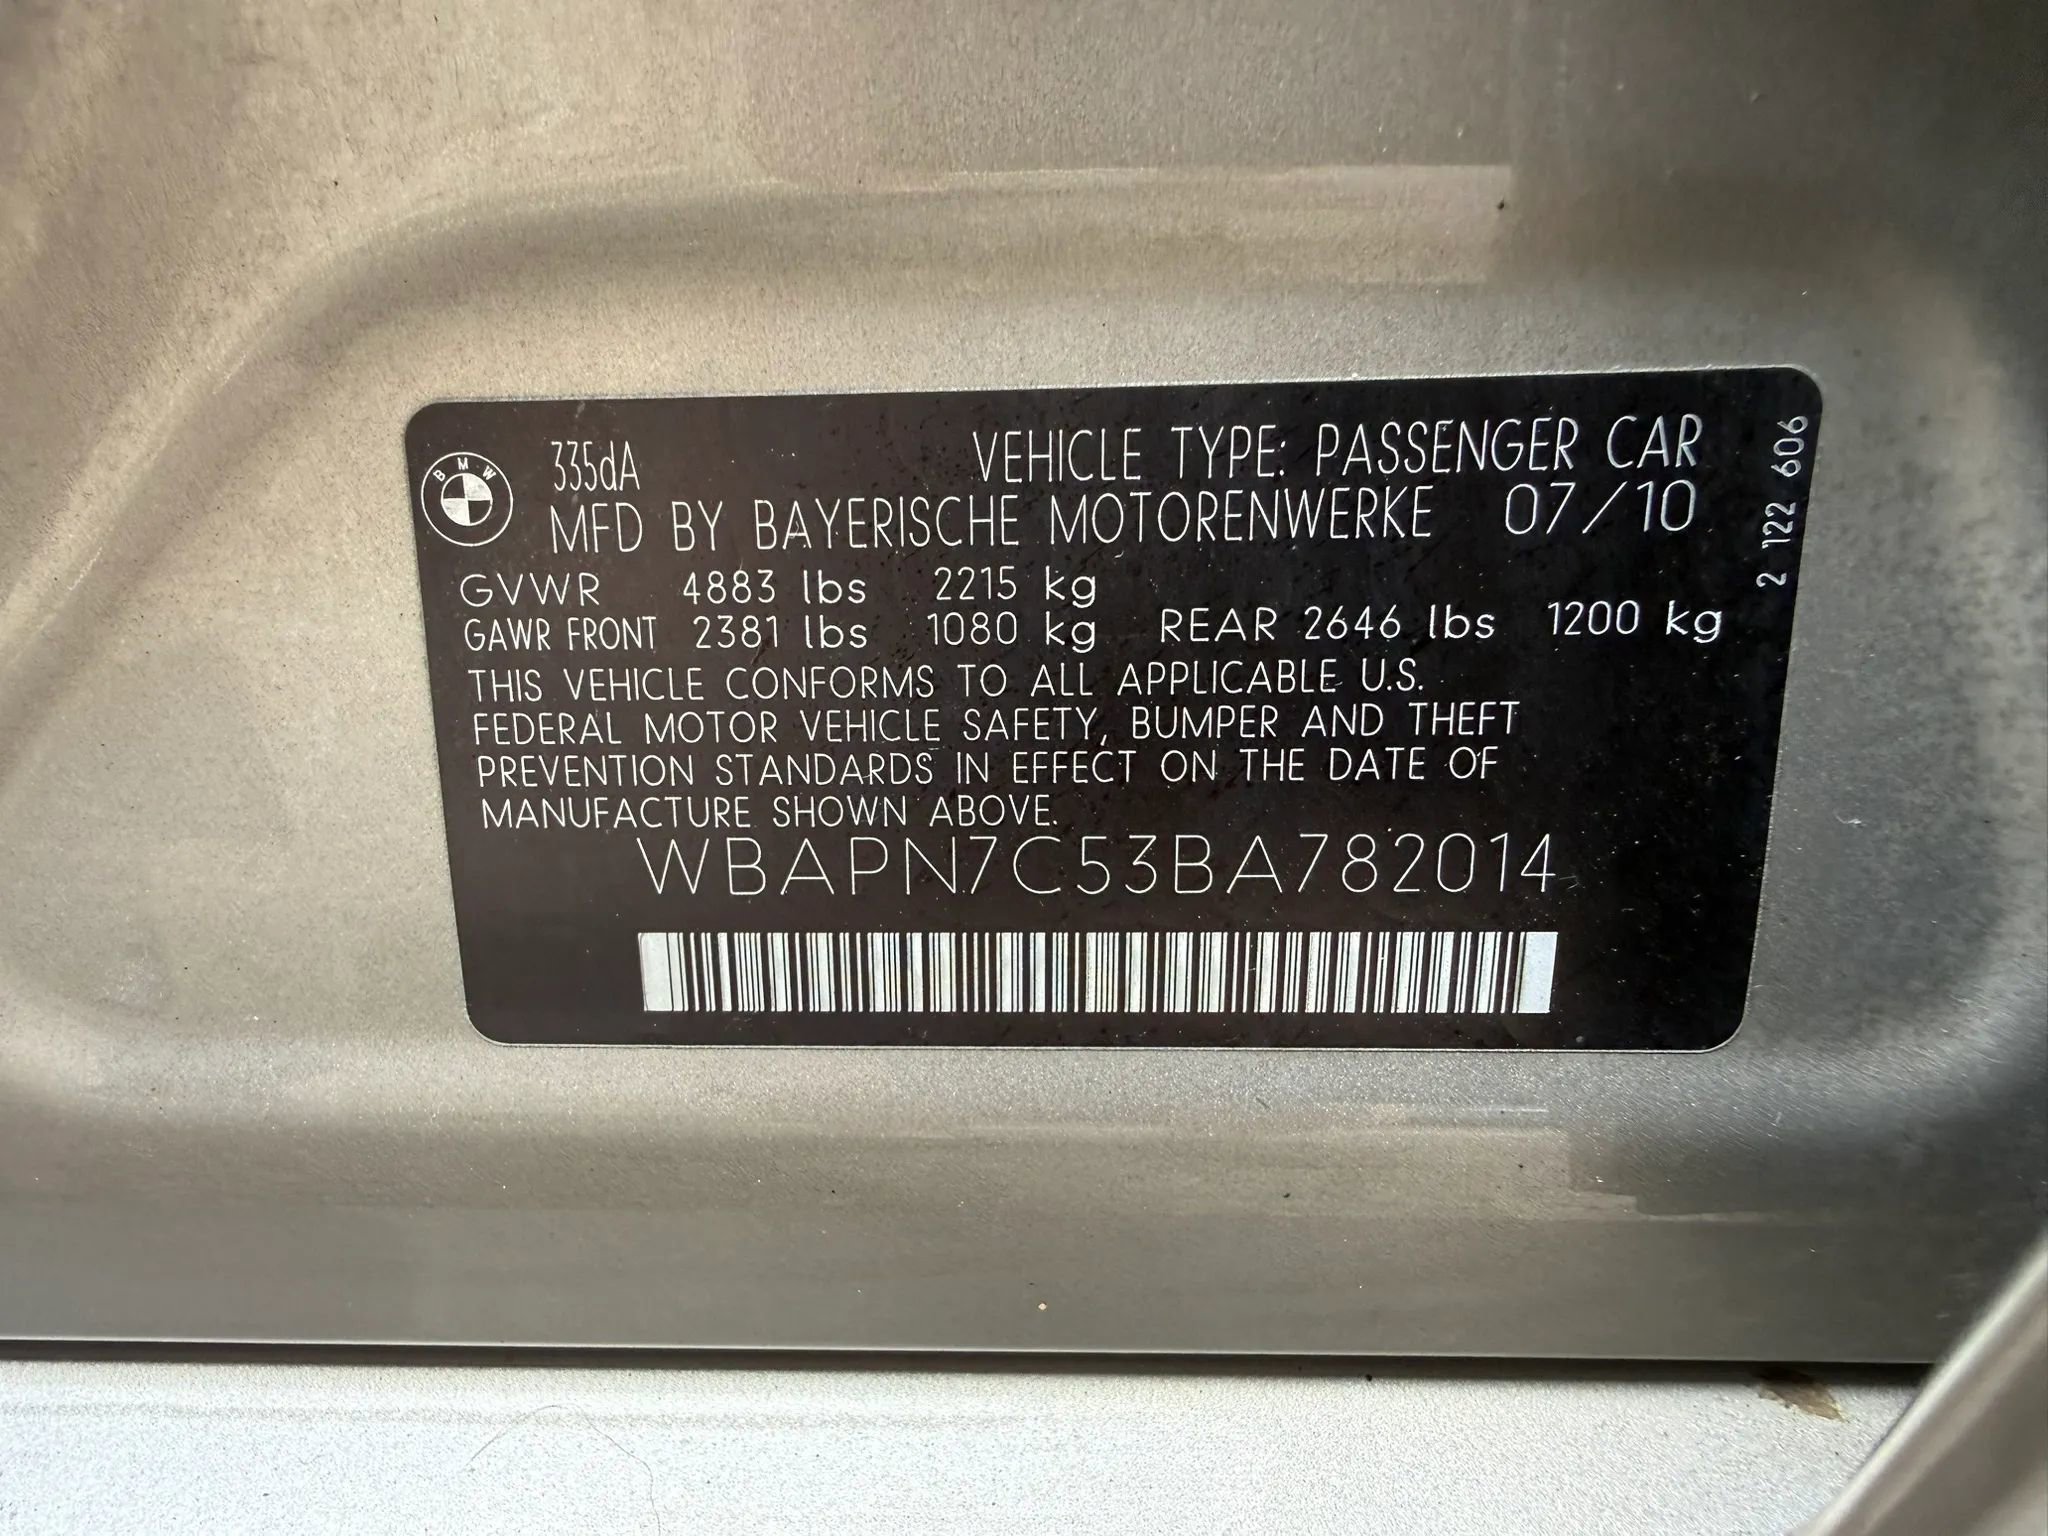 BMW
335dA VEHICLE TYPE: PASSENGER CAR
MFD BY BAYERISCHE MOTORENWERKE 07/10
GVWR 4883 lbs 2215 kg
GAWR FRONT 2381 lbs 1080 kg REAR 2646 lbs 1200 kg
THIS VEHICLE CONFORMS TO ALL APPLICABLE U.S.
FEDERAL MOTOR VEHICLE SAFETY, BUMPER AND THEFT
PREVENTION STANDARDS IN EFFECT ON THE DATE OF
MANUFACTURE SHOWN ABOVE.
WBAPN7C53BA782014
2 122 606